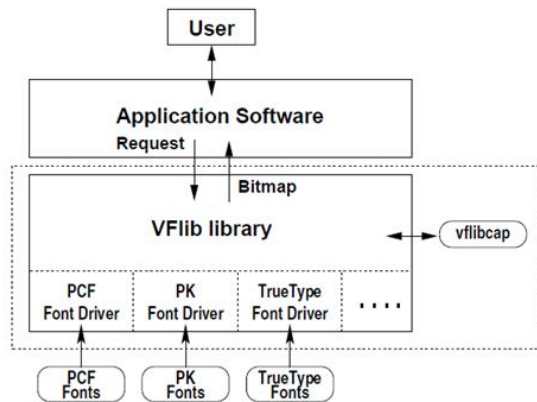 User
Application Software
Request
Bitmap
VFlib library
vflibcap
PCF
Font Driver
PK
Font Driver
TrueType
Font Driver
....
PCF
Fonts
PK
Fonts
TrueType
Fonts